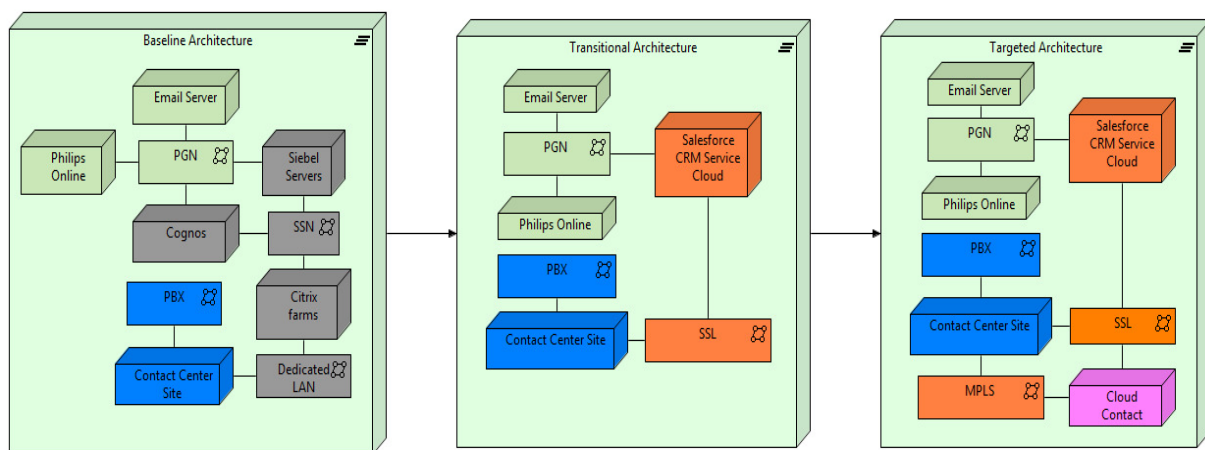 Baseline Architecture
Email Server
Philips
Online
PGN
Siebel
Servers
Cognos
SSN
PBX
Citrix
farms
Contact Center
Site
Dedicated
LAN
Transitional Architecture
Email Server
PGN
Salesforce
CRM Service
Cloud
Philips Online
PBX
Contact Center Site
SSL
Targeted Architecture
Email Server
PGN
Salesforce
CRM Service
Cloud
Philips Online
PBX
Contact Center Site
SSL
MPLS
Cloud
Contact